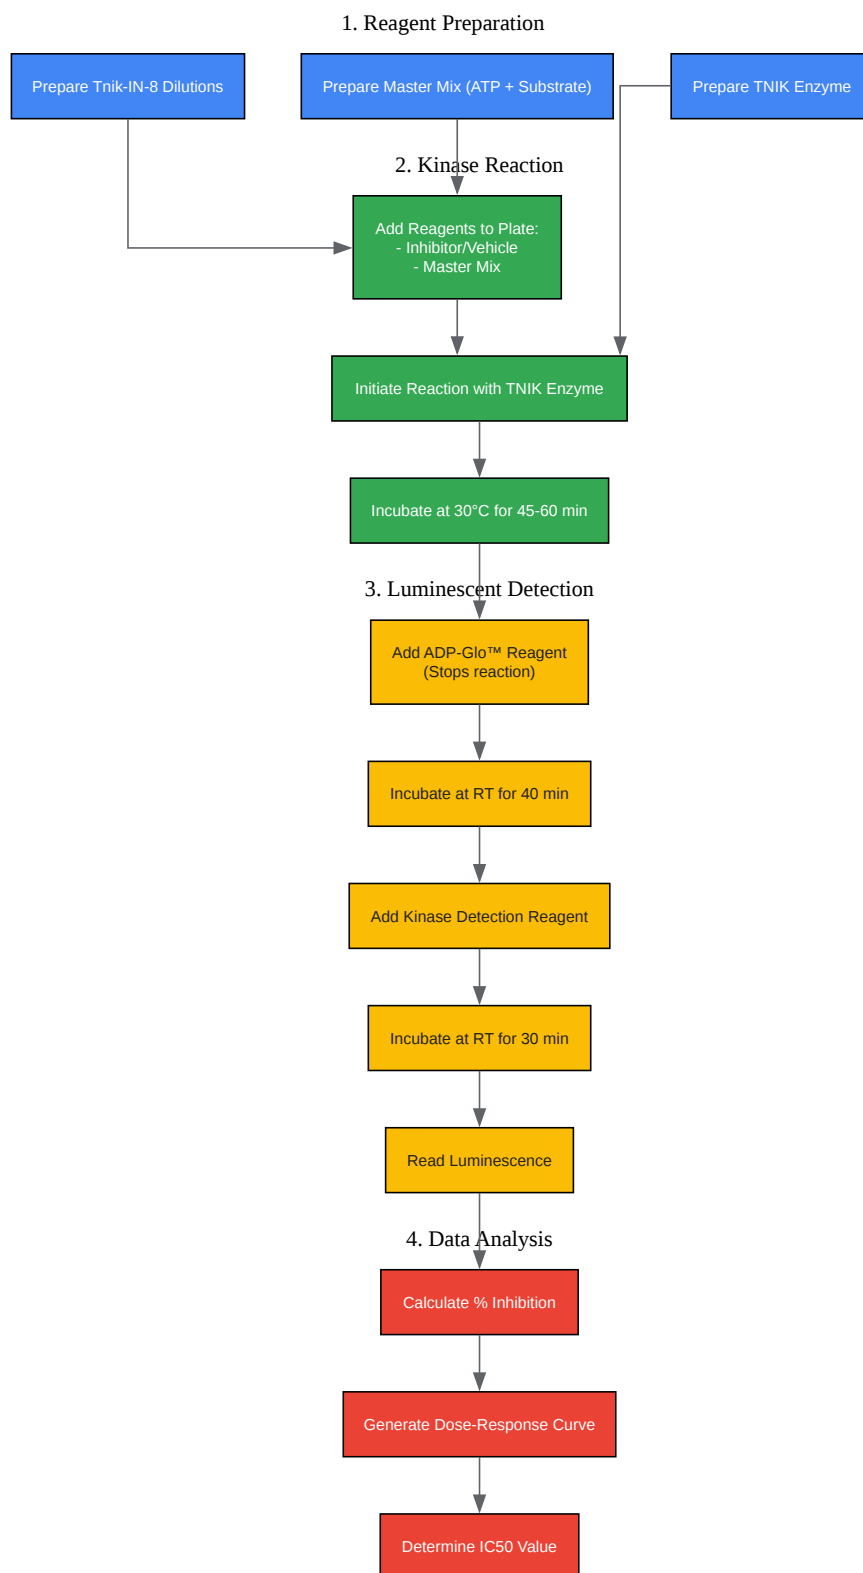 1. Reagent Preparation
Prepare Tnik-IN-8 Dilutions
Prepare Master Mix (ATP + Substrate)
Prepare TNIK Enzyme
2. Kinase Reaction
Add Reagents to Plate:
- Inhibitor/Vehicle
- Master Mix
Initiate Reaction with TNIK Enzyme
Incubate at 30°C for 45-60 min
3. Luminescent Detection
Add ADP-Glo™ Reagent
(Stops reaction)
Incubate at RT for 40 min
Add Kinase Detection Reagent
Incubate at RT for 30 min
Read Luminescence
4. Data Analysis
Calculate % Inhibition
Generate Dose-Response Curve
Determine IC50 Value